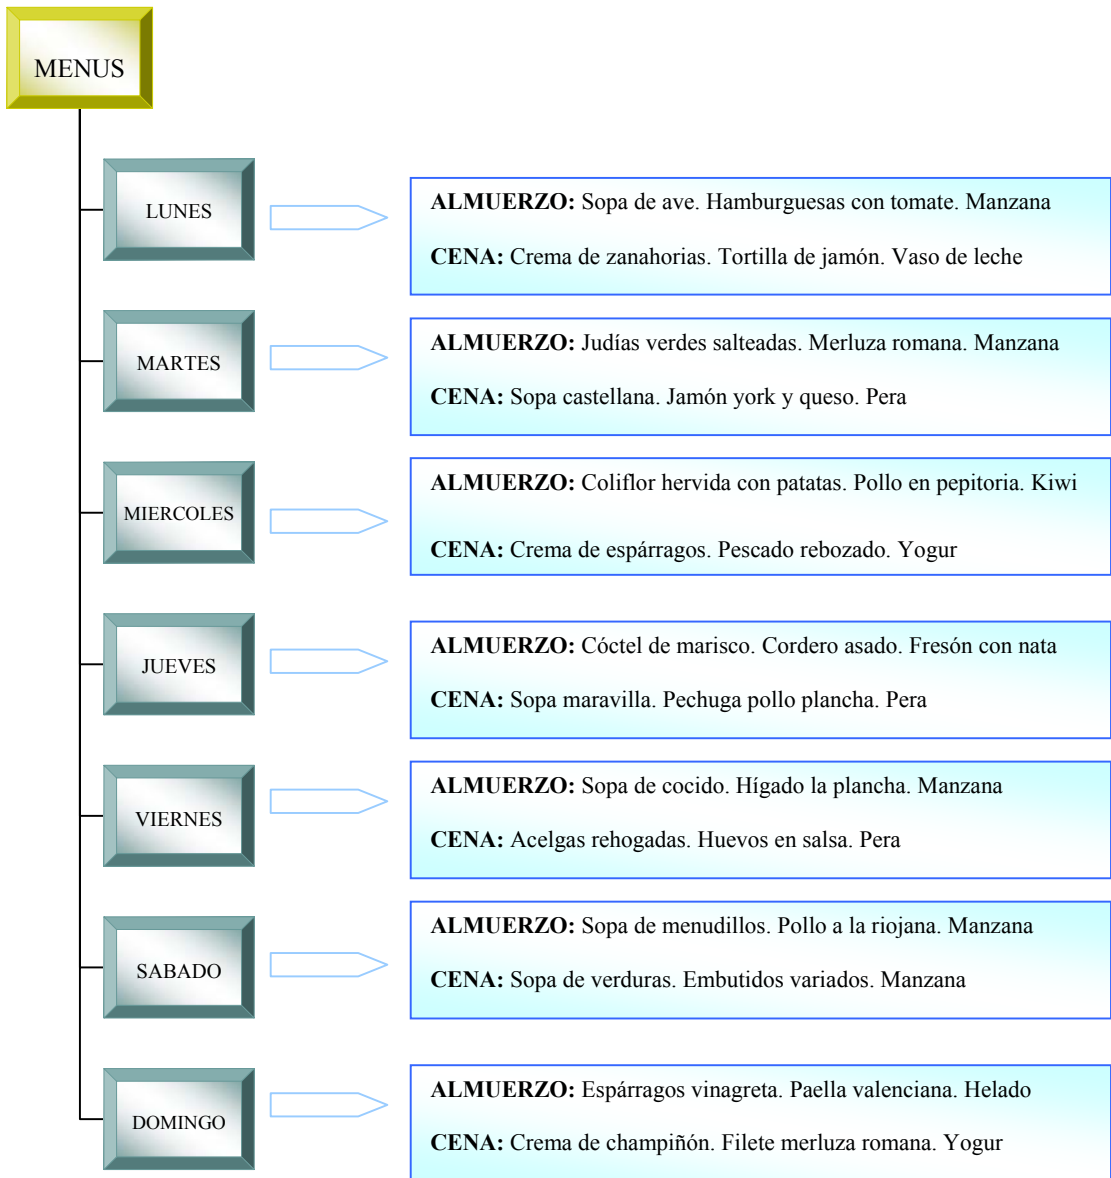 MENUS
LUNES
ALMUERZO: Sopa de ave. Hamburguesas con tomate. Manzana
CENA: Crema de zanahorias. Tortilla de jamón. Vaso de leche
MARTES
ALMUERZO: Judías verdes salteadas. Merluza romana. Manzana
CENA: Sopa castellana. Jamón york y queso. Pera
MIERCOLES
ALMUERZO: Coliflor hervida con patatas. Pollo en pepitoria. Kiwi
CENA: Crema de espárragos. Pescado rebozado. Yogur
JUEVES
ALMUERZO: Cóctel de marisco. Cordero asado. Fresón con nata
CENA: Sopa maravilla. Pechuga pollo plancha. Pera
VIERNES
ALMUERZO: Sopa de cocido. Hígado la plancha. Manzana
CENA: Acelgas rehogadas. Huevos en salsa. Pera
SABADO
ALMUERZO: Sopa de menudillos. Pollo a la riojana. Manzana
CENA: Sopa de verduras. Embutidos variados. Manzana
DOMINGO
ALMUERZO: Espárragos vinagreta. Paella valenciana. Helado
CENA: Crema de champiñón. Filete merluza romana. Yogur